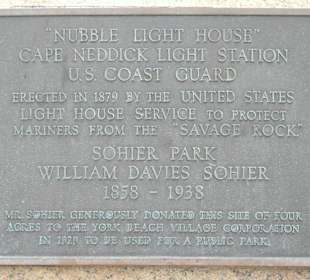 "NUBBLE LIGHT HOUSE"
CAPE NEDDICK LIGHT STATION
U.S. COAST GUARD
ERECTED IN 1879 BY THE UNITED STATES
LIGHT HOUSE SERVICE TO PROTECT
MARINERS FROM THE "SAVAGE ROCK"
SOHIER PARK
WILLIAM DAVIES SOHIER
1858 - 1938
MR. SOHIER GENEROUSLY DONATED THIS SITE OF FOUR
ACRES TO THE YORK BEACH VILLAGE CORPORATION
IN 1929 TO BE USED FOR A PUBLIC PARK.